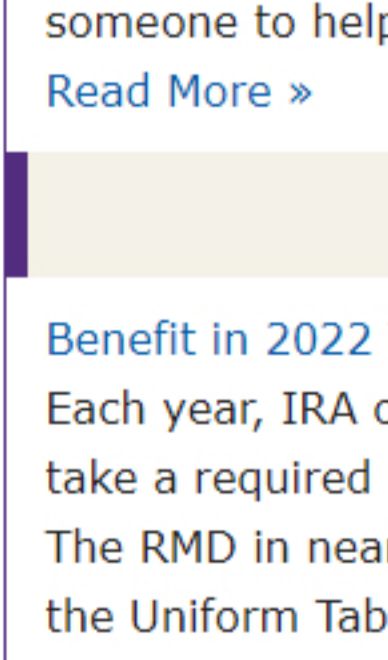 someone to help
Read More »
Benefit in 2022
Each year, IRA
take a required
The RMD in near
the Uniform Tab